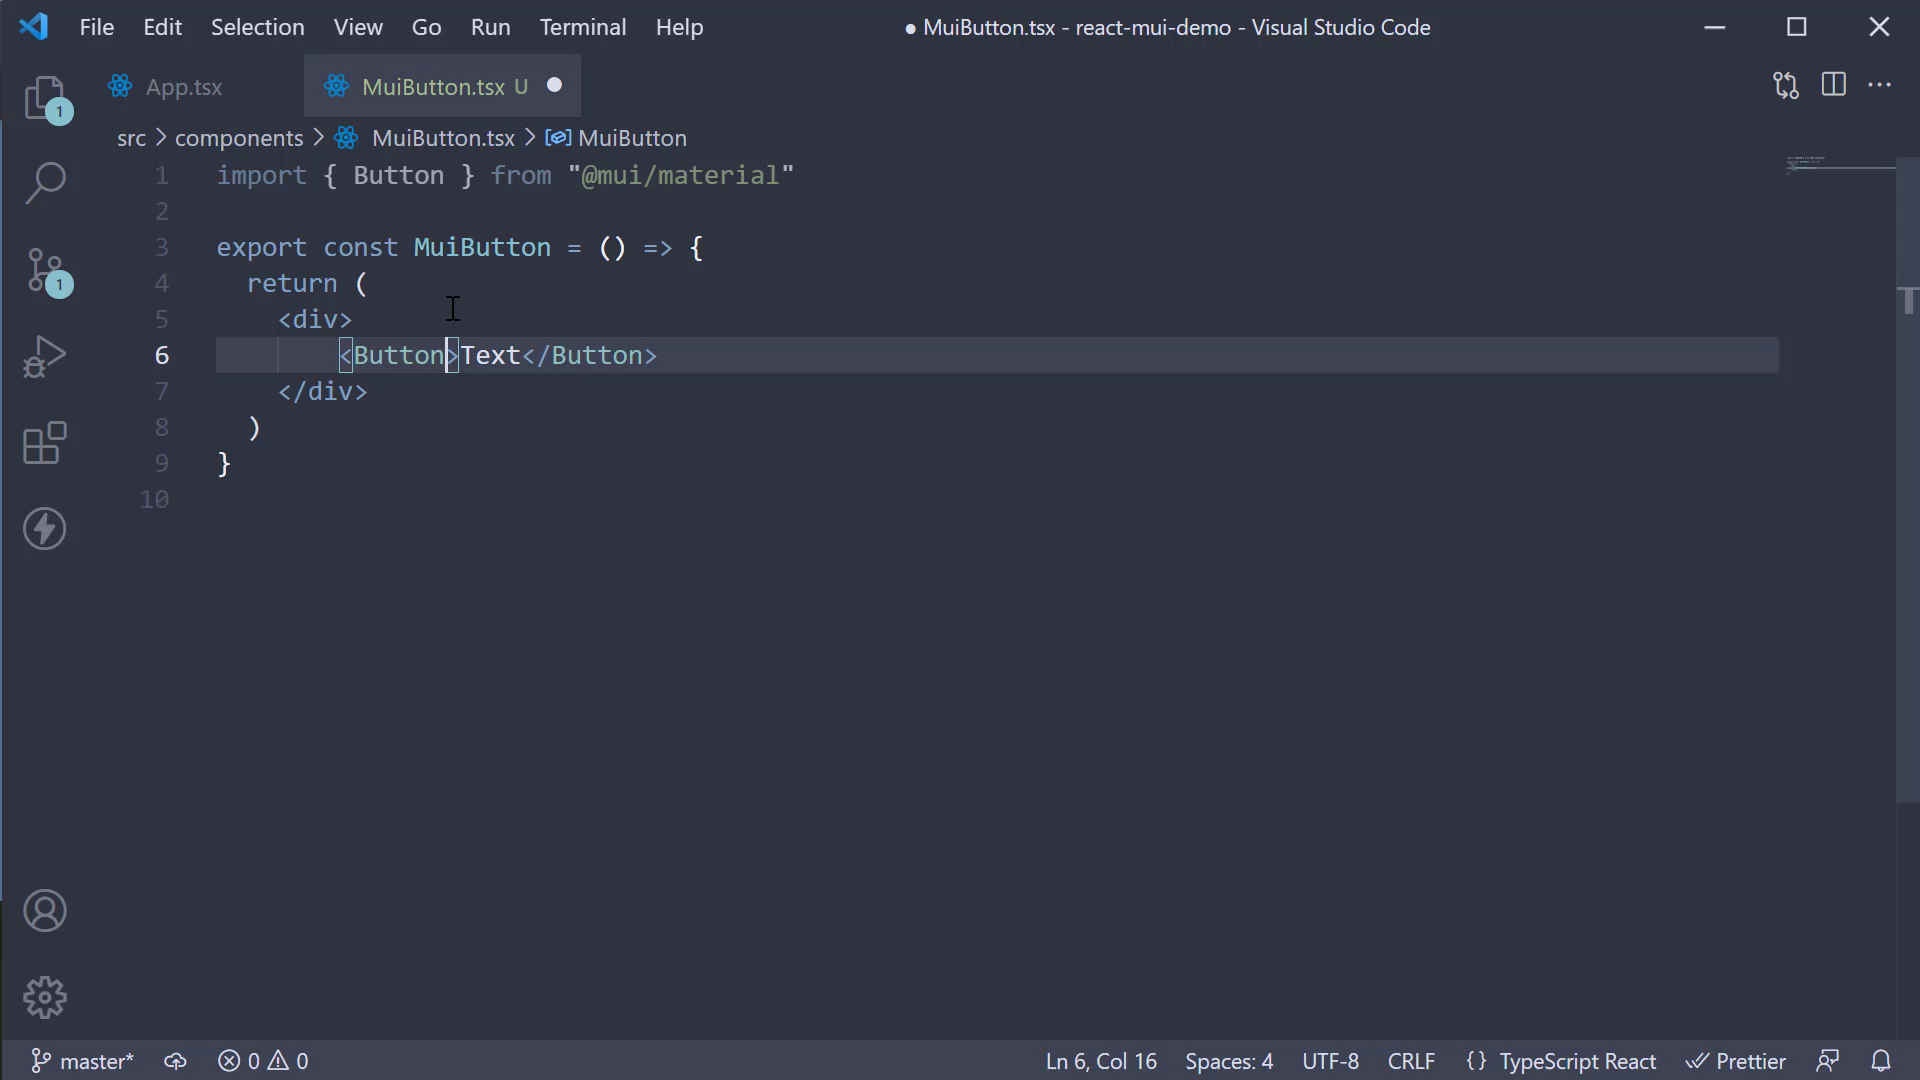 File Edit Selection View Go Run Terminal Help ● MuiButton.tsx - react-mui-demo - Visual Studio Code
App.tsx MuiButton.tsx U
src > components > MuiButton.tsx > MuiButton
1 import { Button } from "@mui/material"
2
3 export const MuiButton = () => {
4 return (
5 <div>
6 <Button>Text</Button>
7 </div>
8 )
9 }
10
1
1
master* 0 0 Ln 6, Col 16 Spaces: 4 UTF-8 CRLF {} TypeScript React Prettier